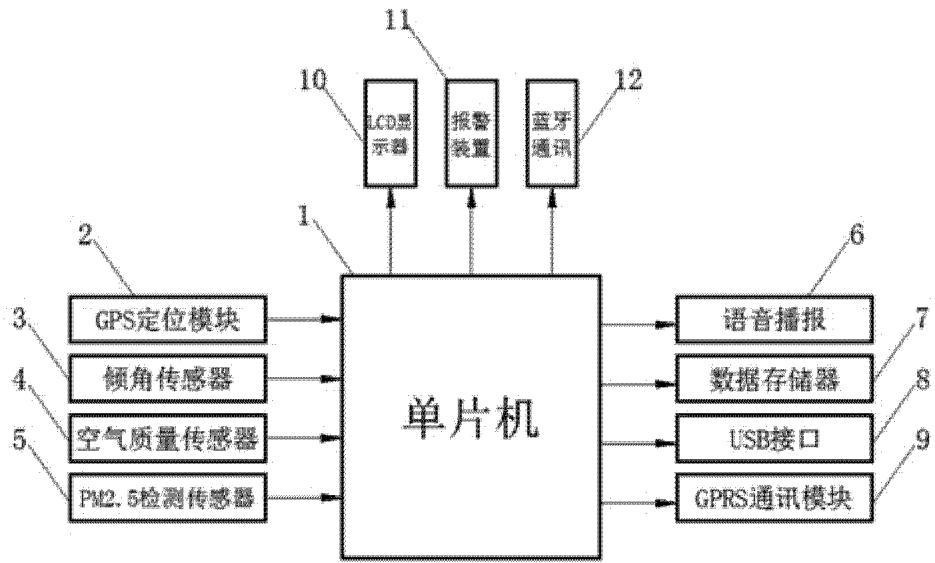 11
10
12
LCD显
示器
报警
装置
蓝牙
通讯
1
2
6
GPS定位模块
语音播报
3
7
倾角传感器
数据存储器
4
8
空气质量传感器
单片机
USB接口
5
9
PM2.5检测传感器
GPRS通讯模块